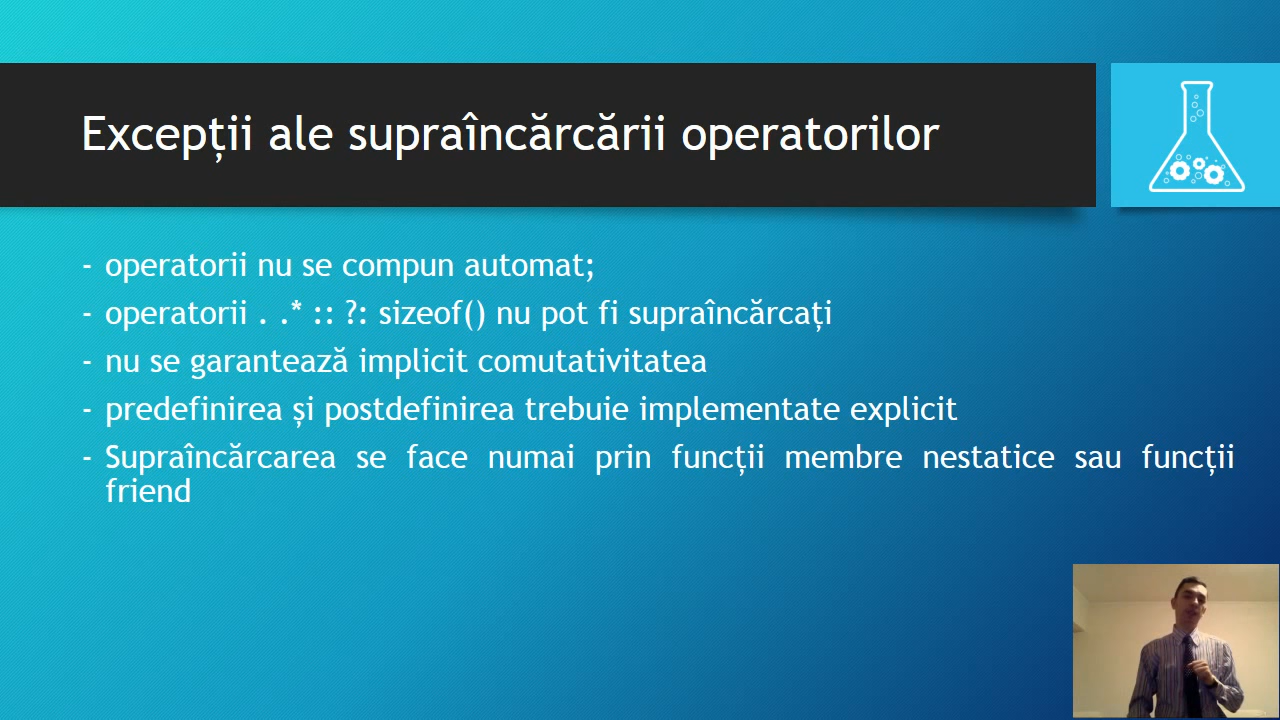 Excepții ale supraîncărcării operatorilor
- operatorii nu se compun automat;
- operatorii . .* :: ?: sizeof() nu pot fi supraîncărcați
- nu se garantează implicit comutativitatea
- predefinirea și postdefinirea trebuie implementate explicit
- Supraîncărcarea se face numai prin funcții membre nestatice sau funcții
friend